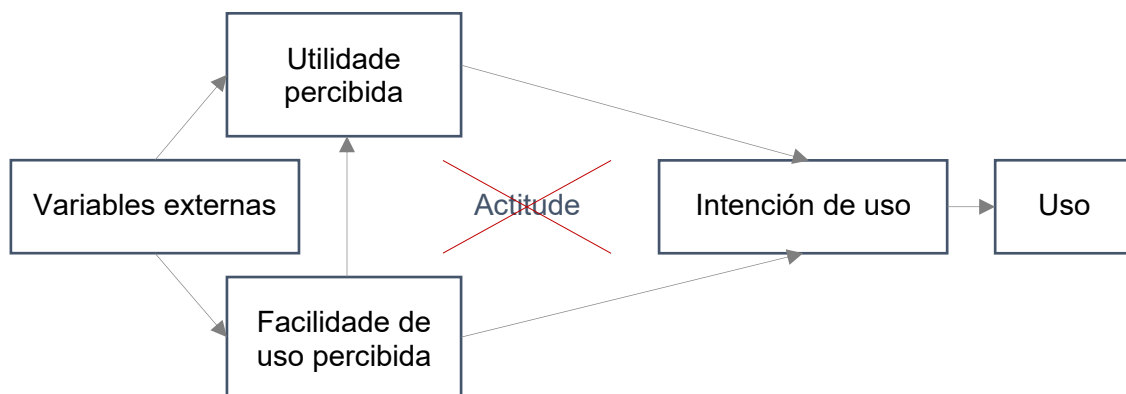 Utilidade
percibida
Variables externas
Actitude
Intención de uso
Uso
Facilidade de
uso percibida